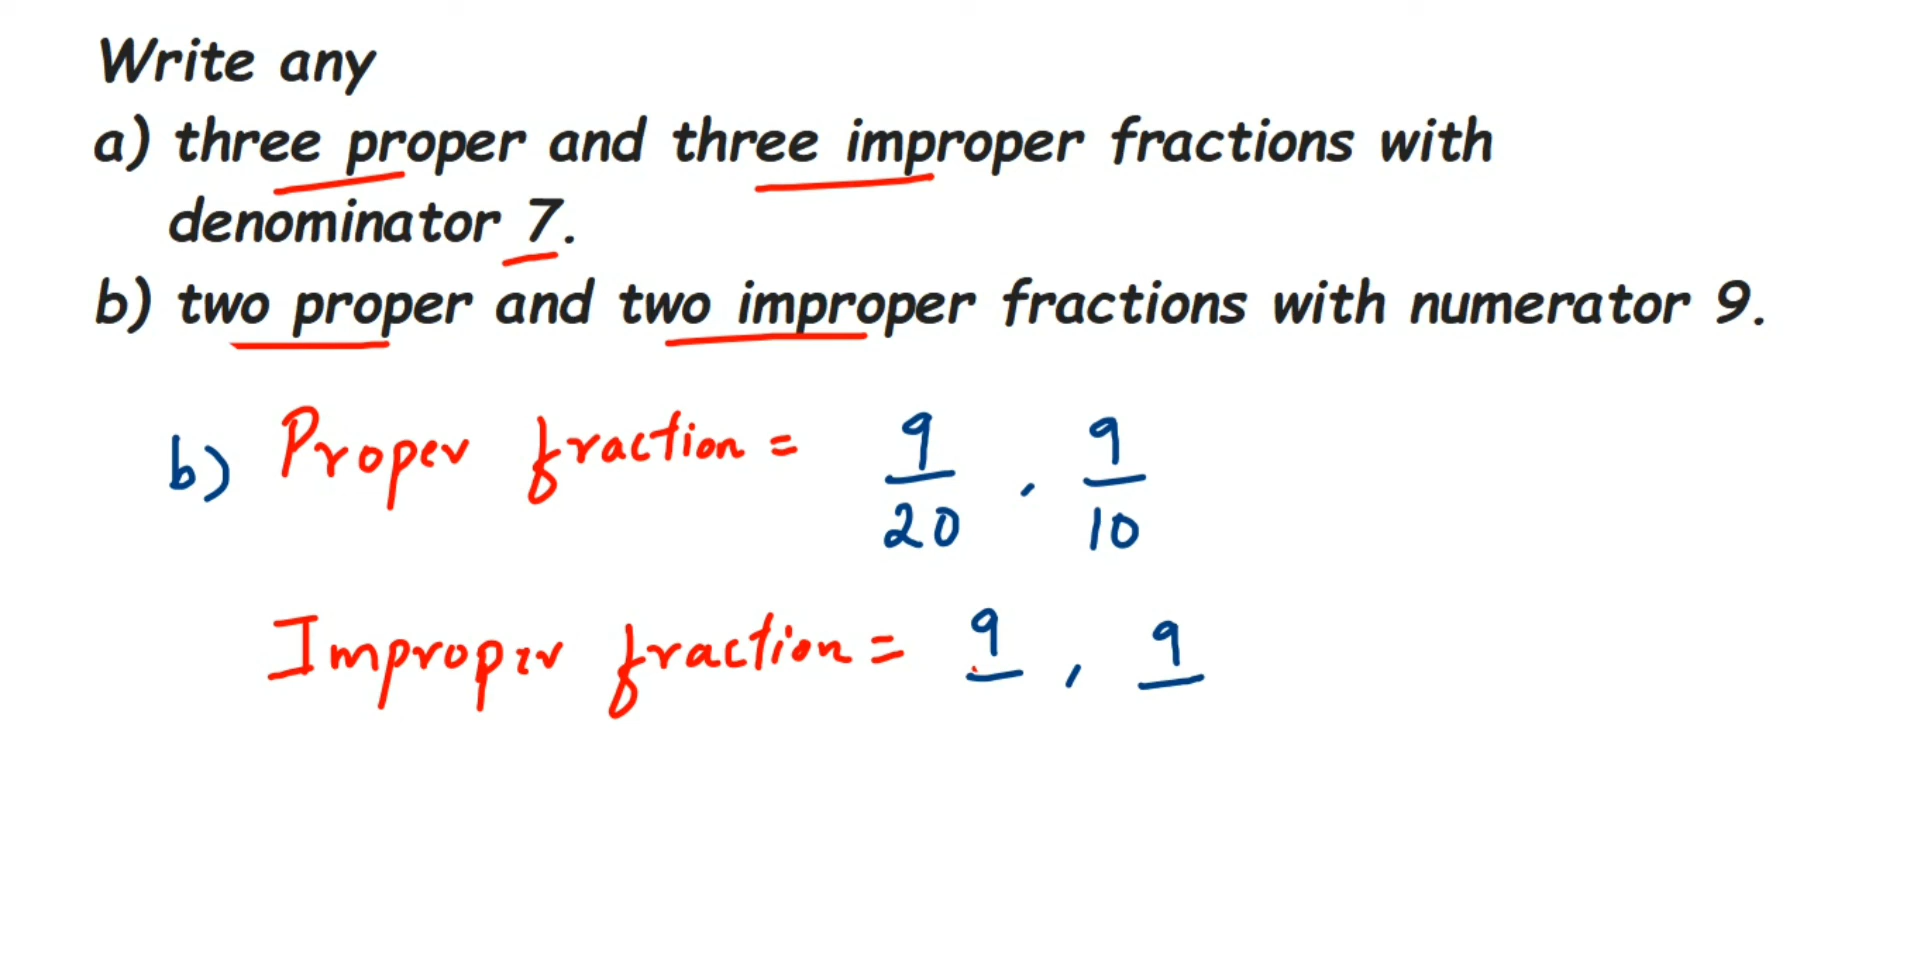 Write any
a) three proper and three improper fractions with
denominator 7.
b) two proper and two improper fractions with numerator 9.
b) Proper fraction = 9/20 , 9/10
Improper fraction = 9/ , 9/